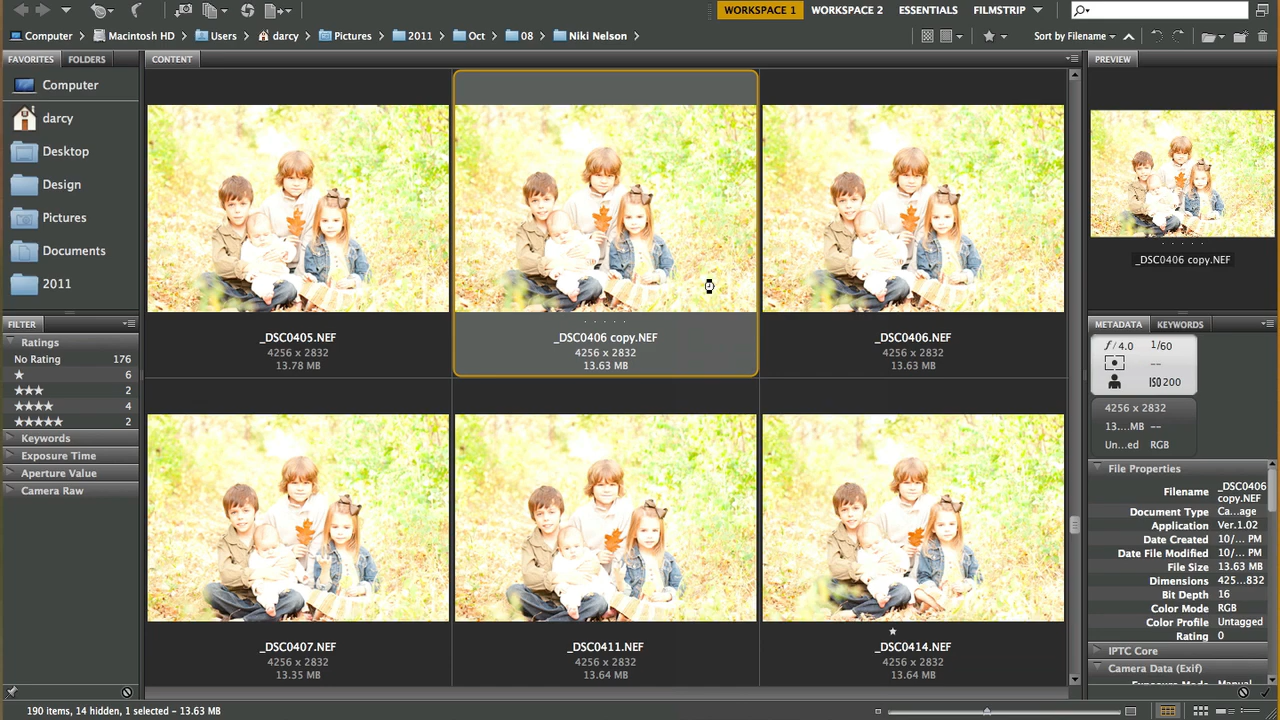 WORKSPACE 1 WORKSPACE 2 ESSENTIALS FILMSTRIP
Computer Macintosh HD Users darcy Pictures 2011 Oct 08 Niki Nelson Sort by Filename
FAVORITES FOLDERS
Computer
darcy
Desktop
Design
Pictures
Documents
2011
FILTER
Ratings
No Rating 176
★ 6
★★★ 2
★★★★ 4
★★★★★ 2
Keywords
Exposure Time
Aperture Value
Camera Raw
CONTENT
_DSC0405.NEF
4256 x 2832
13.78 MB
_DSC0406 copy.NEF
4256 x 2832
13.63 MB
_DSC0406.NEF
4256 x 2832
13.63 MB
_DSC0407.NEF
4256 x 2832
13.35 MB
_DSC0411.NEF
4256 x 2832
13.64 MB
★
_DSC0414.NEF
4256 x 2832
13.64 MB
PREVIEW
_DSC0406 copy.NEF
METADATA KEYWORDS
ƒ/4.0 1/60
--
ISO200
4256 x 2832
13....MB --
Un...ed RGB
File Properties
Filename _DSC0406
copy.NEF
Document Type Ca...age
Application Ver.1.02
Date Created 10/... PM
Date File Modified 10/... PM
File Size 13.63 MB
Dimensions 425...832
Bit Depth 16
Color Mode RGB
Color Profile Untagged
Rating 0
IPTC Core
Camera Data (Exif)
Exposure Mode Manual
190 items, 14 hidden, 1 selected - 13.63 MB